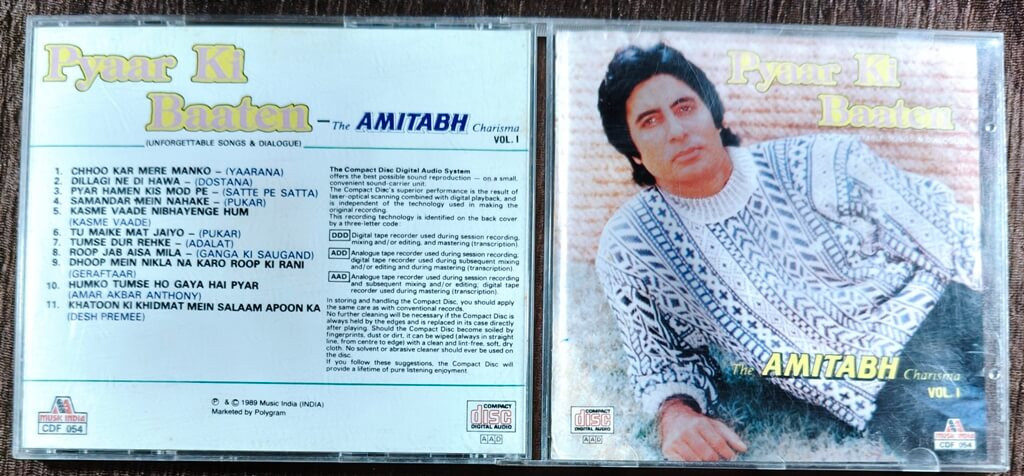 Pyaar Ki
Baaten
– The AMITABH Charisma
VOL. I
(UNFORGETTABLE SONGS & DIALOGUE)
1. CHHOO KAR MERE MANKO – (YAARANA)
2. DILLAGI NE DI HAWA – (DOSTANA)
3. PYAR HAMEN KIS MOD PE – (SATTE PE SATTA)
4. SAMANDAR MEIN NAHAKE – (PUKAR)
5. KASME VAADE NIBHAYENGE HUM
(KASME VAADE)
6. TU MAIKE MAT JAIYO – (PUKAR)
7. TUMSE DUR REHKE – (ADALAT)
8. ROOP JAB AISA MILA – (GANGA KI SAUGAND)
9. DHOOP MEIN NIKLA NA KARO ROOP KI RANI
(GERAFTAAR)
10. HUMKO TUMSE HO GAYA HAI PYAR
(AMAR AKBAR ANTHONY)
11. KHATOON KI KHIDMAT MEIN SALAAM APOON KA
(DESH PREMEE)
The Compact Disc Digital Audio System
offers the best possible sound reproduction – on a small,
convenient sound-carrier unit.
The Compact Disc's superior performance is the result of
laser-optical scanning combined with digital playback, and
is independent of the technology used in making the
original recording.
This recording technology is identified on the back cover
by a three-letter code:
DDD Digital tape recorder used during session recording,
mixing and/or editing, and mastering (transcription).
ADD Analogue tape recorder used during session recording;
digital tape recorder used during subsequent mixing
and/or editing and during mastering (transcription).
AAD Analogue tape recorder used during session recording
and subsequent mixing and/or editing; digital tape
recorder used during mastering (transcription).
In storing and handling the Compact Disc, you should apply
the same care as with conventional records.
No further cleaning will be necessary if the Compact Disc is
always held by the edges and is replaced in its case directly
after playing. Should the Compact Disc become soiled by
fingerprints, dust or dirt, it can be wiped (always in straight
line, from centre to edge) with a clean and lint-free, soft, dry
cloth. No solvent or abrasive cleaner should ever be used on
the disc.
If you follow these suggestions, the Compact Disc will
provide a lifetime of pure listening enjoyment.
℗ & © 1989 Music India (INDIA)
Marketed by Polygram
MUSIC INDIA
CDF 054
COMPACT
disc
DIGITAL AUDIO
AAD
Pyaar Ki
Baaten
The AMITABH Charisma
VOL. I
COMPACT
disc
DIGITAL AUDIO
AAD
MUSIC INDIA
CDF 054